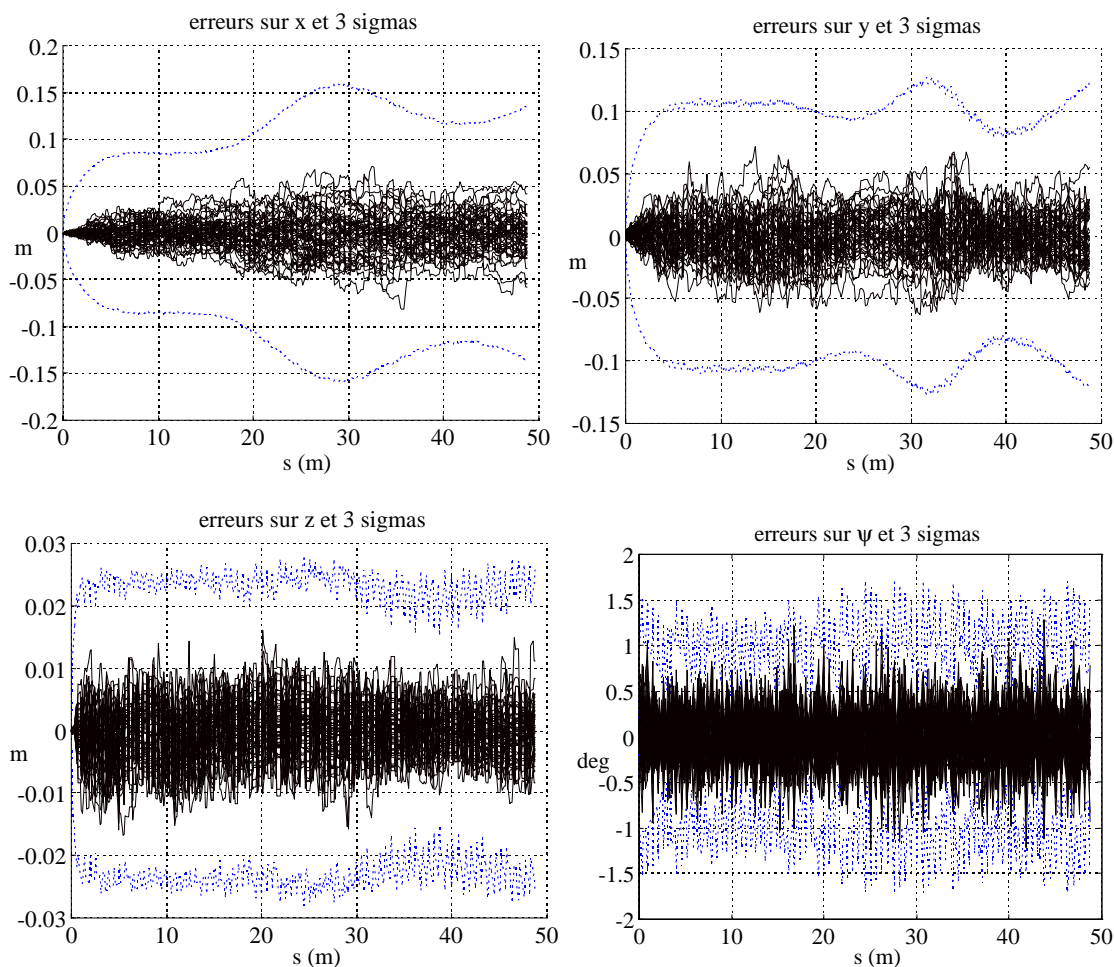 erreurs sur x et 3 sigmas
0.2
0.15
0.1
0.05
0
m
-0.05
-0.1
-0.15
-0.2
0 10 20 30 40 50
s (m)
erreurs sur y et 3 sigmas
0.15
0.1
0.05
0
m
-0.05
-0.1
-0.15
0 10 20 30 40 50
s (m)
erreurs sur z et 3 sigmas
0.03
0.02
0.01
0
m
-0.01
-0.02
-0.03
0 10 20 30 40 50
s (m)
erreurs sur ψ et 3 sigmas
2
1.5
1
0.5
0
deg
-0.5
-1
-1.5
-2
0 10 20 30 40 50
s (m)